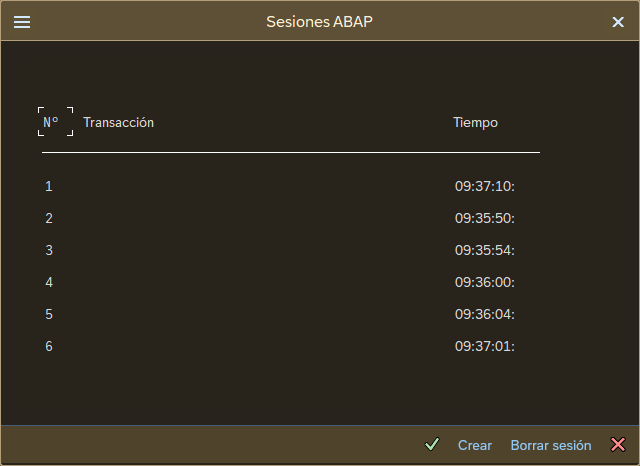 Sesiones ABAP
Nº Transacción Tiempo
1 09:37:10:
2 09:35:50:
3 09:35:54:
4 09:36:00:
5 09:36:04:
6 09:37:01:
Crear Borrar sesión